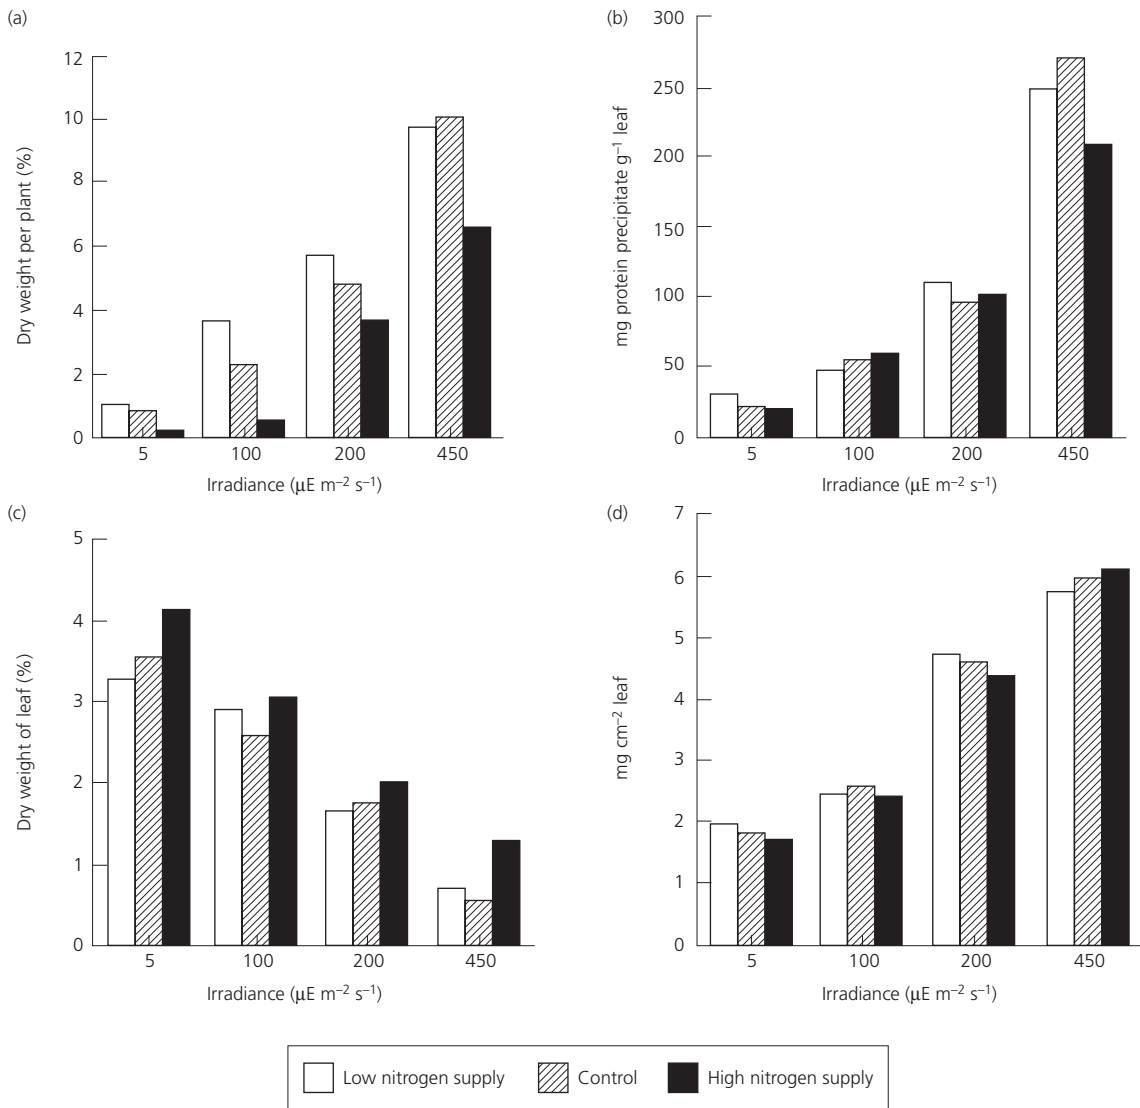 (a)
Dry weight per plant (%)
12
10
8
6
4
2
0
5 100 200 450
Irradiance (μE m⁻² s⁻¹)
(b)
mg protein precipitate g⁻¹ leaf
300
250
200
150
100
50
0
5 100 200 450
Irradiance (μE m⁻² s⁻¹)
(c)
Dry weight of leaf (%)
5
4
3
2
1
0
5 100 200 450
Irradiance (μE m⁻² s⁻¹)
(d)
mg cm⁻² leaf
7
6
5
4
3
2
1
0
5 100 200 450
Irradiance (μE m⁻² s⁻¹)
Low nitrogen supply Control High nitrogen supply